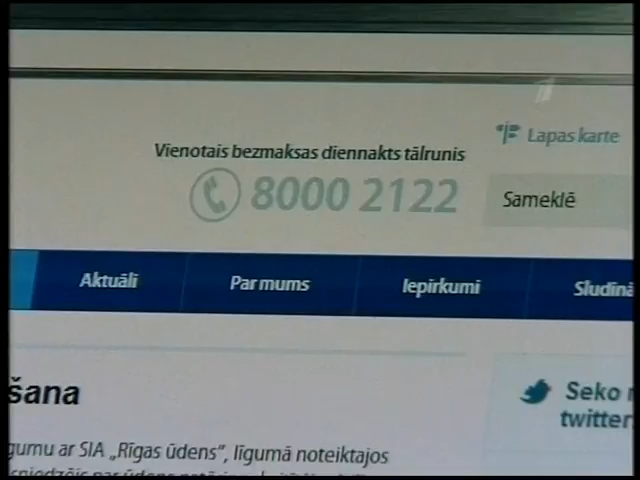 Lapas karte
Vienotais bezmaksas diennakts tālrunis
8000 2122
Sameklē
Aktuāli
Par mums
Iepirkumi
Sludinā
šana
Seko
twitter
gumu ar SIA „Rīgas ūdens”, līgumā noteiktajos